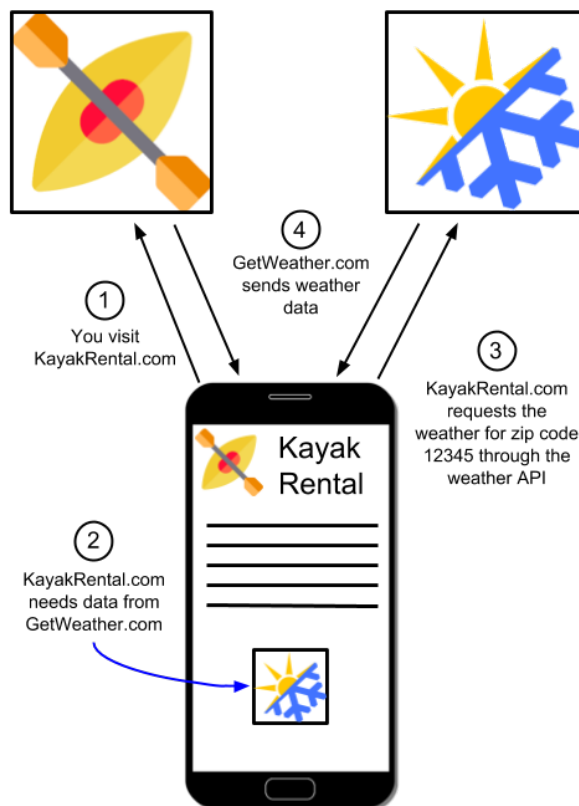 1
You visit
KayakRental.com
4
GetWeather.com
sends weather
data
3
KayakRental.com
requests the
weather for zip code
12345 through the
weather API
Kayak
Rental
2
KayakRental.com
needs data from
GetWeather.com